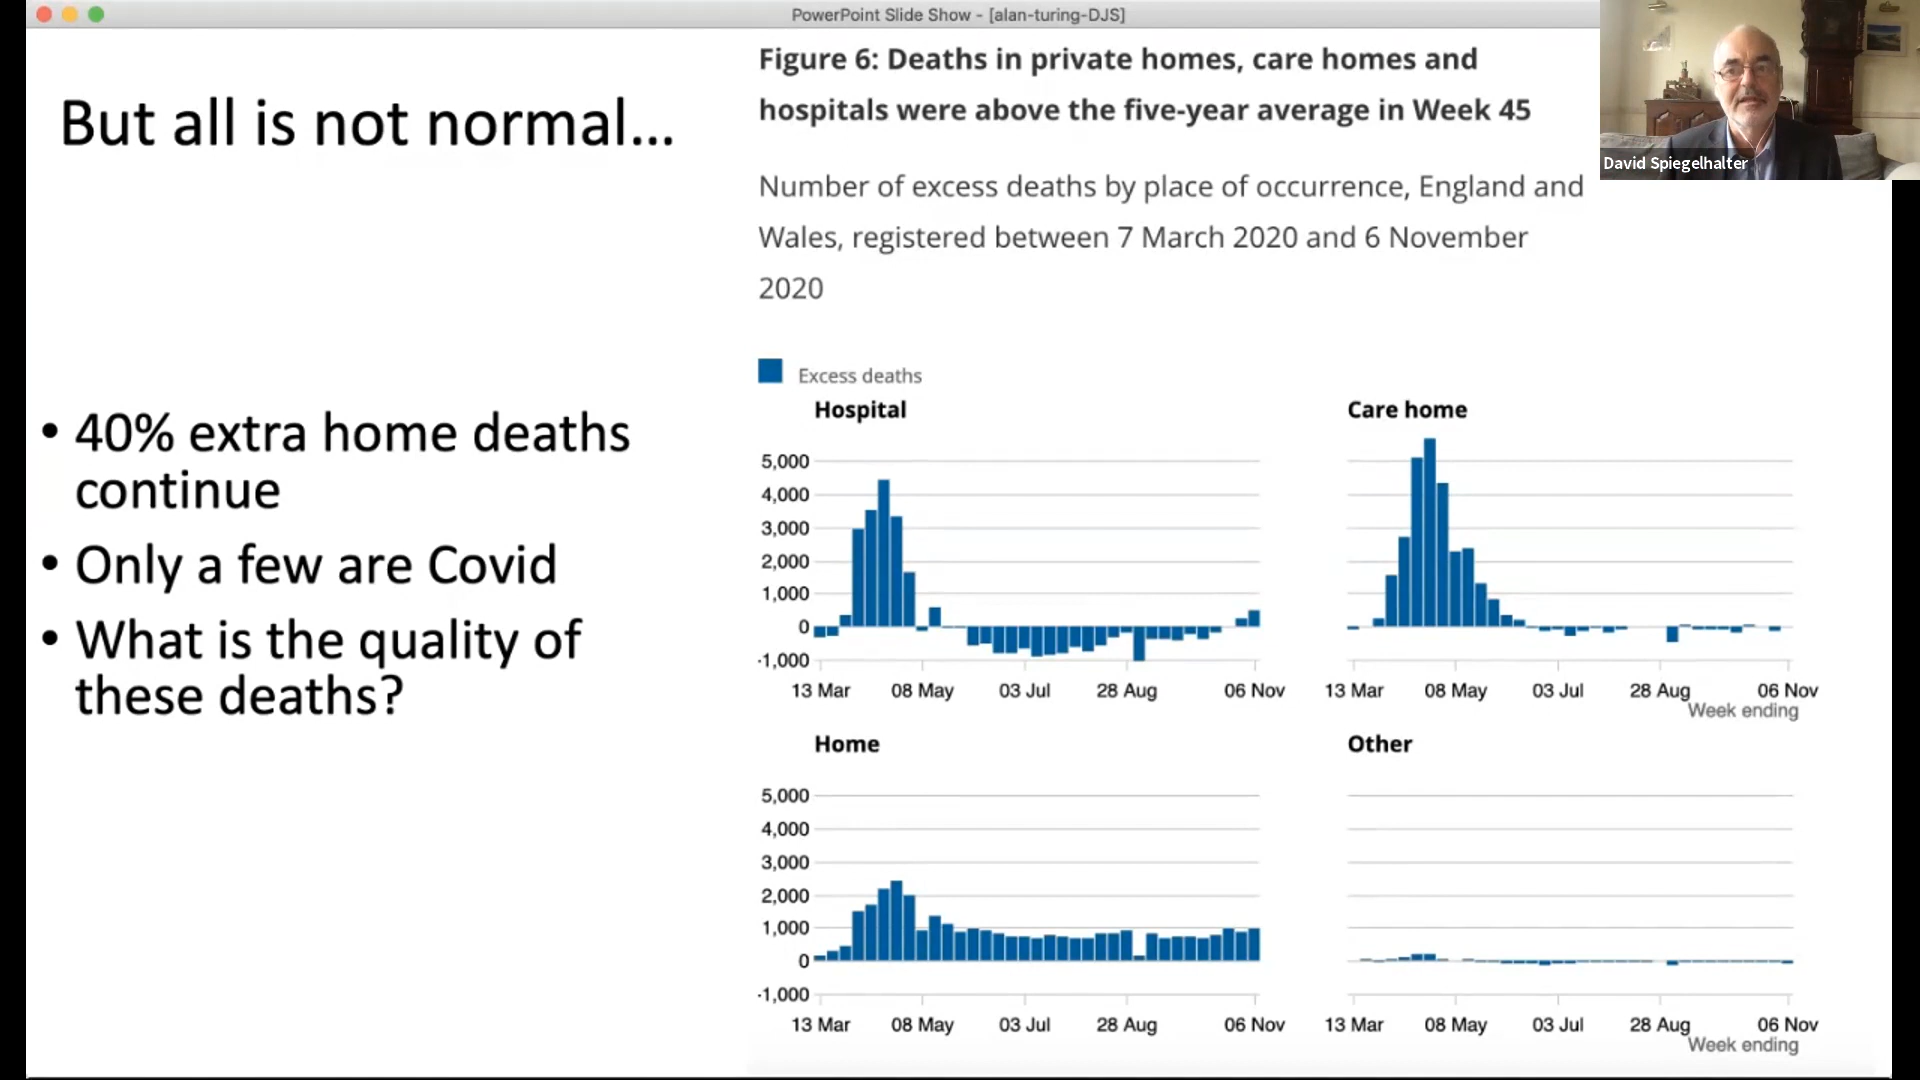 PowerPoint Slide Show - [alan-turing-DJS]
But all is not normal...
• 40% extra home deaths
continue
• Only a few are Covid
• What is the quality of
these deaths?
Figure 6: Deaths in private homes, care homes and
hospitals were above the five-year average in Week 45
Number of excess deaths by place of occurrence, England and
Wales, registered between 7 March 2020 and 6 November
2020
Excess deaths
Hospital
5,000
4,000
3,000
2,000
1,000
0
-1,000
13 Mar 08 May 03 Jul 28 Aug 06 Nov
Care home
13 Mar 08 May 03 Jul 28 Aug 06 Nov
Week ending
Home
5,000
4,000
3,000
2,000
1,000
0
-1,000
13 Mar 08 May 03 Jul 28 Aug 06 Nov
Other
13 Mar 08 May 03 Jul 28 Aug 06 Nov
Week ending
David Spiegelhalter